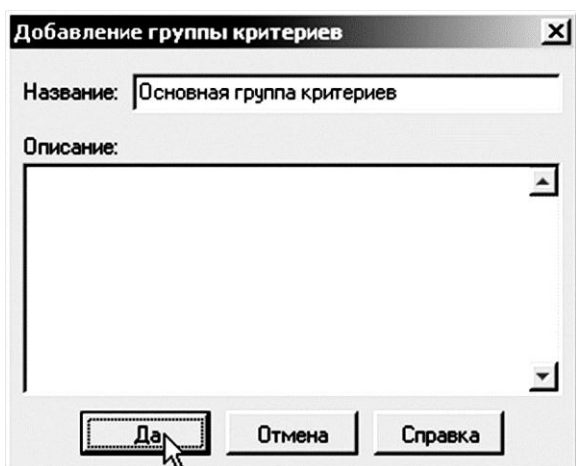 Добавление группы критериев
Название: Основная группа критериев
Описание:
Да Отмена Справка